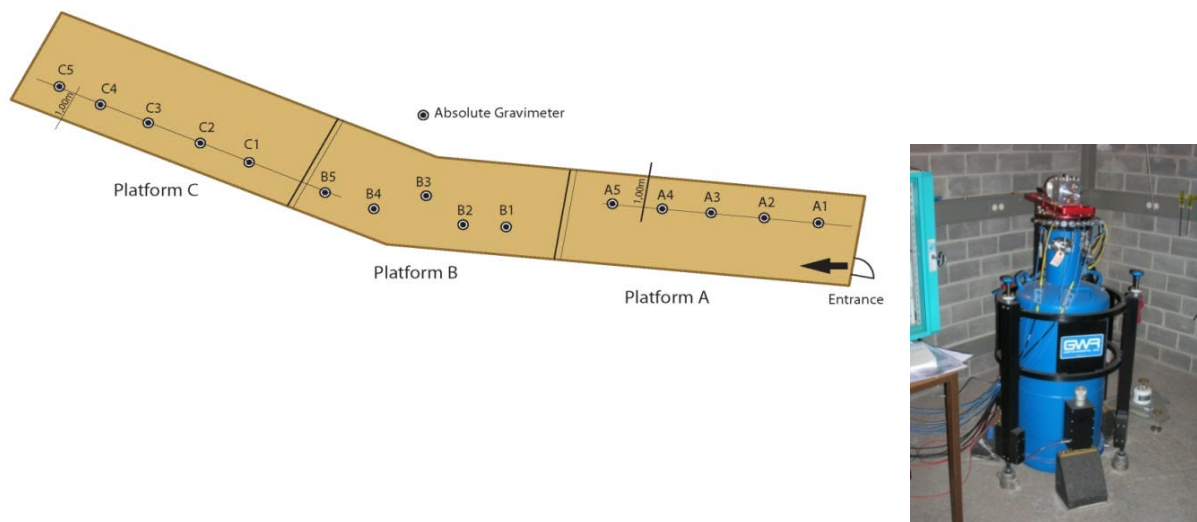 C5
C4
C3
C2
C1
1,00m
Platform C
Absolute Gravimeter
B5
B4
B3
B2
B1
Platform B
A5
A4
A3
A2
A1
1,00m
Platform A
Entrance
GWR